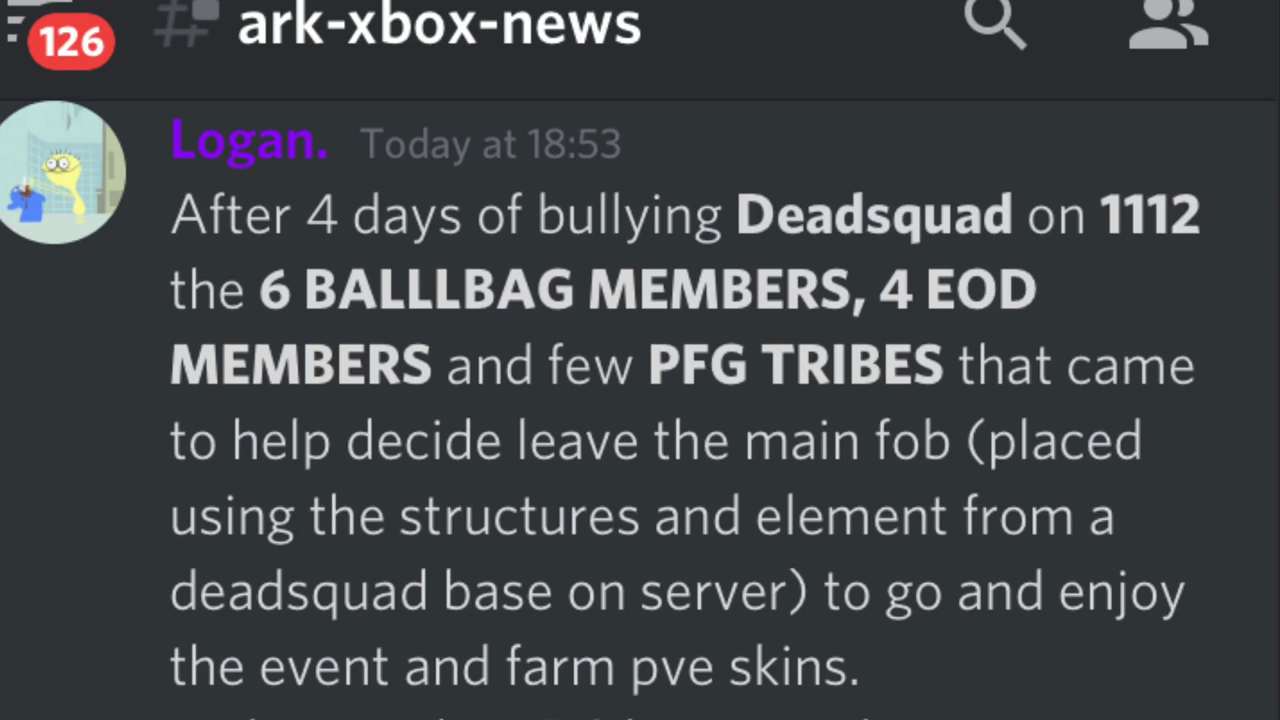 126
# ark-xbox-news
Logan. Today at 18:53
After 4 days of bullying Deadsquad on 1112
the 6 BALLLBAG MEMBERS, 4 EOD
MEMBERS and few PFG TRIBES that came
to help decide leave the main fob (placed
using the structures and element from a
deadsquad base on server) to go and enjoy
the event and farm pve skins.